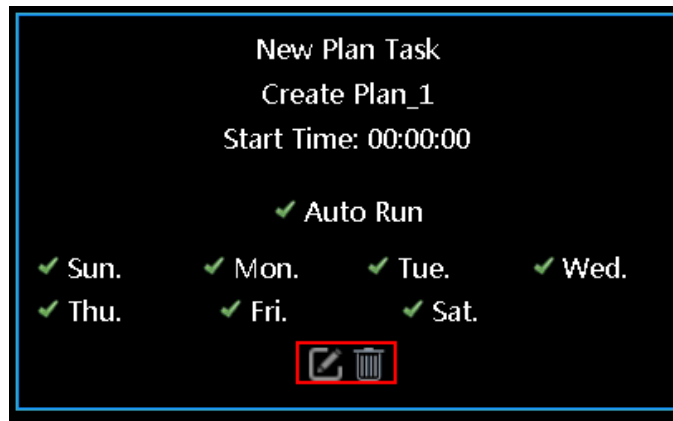 New Plan Task
Create Plan_1
Start Time: 00:00:00
Auto Run
Sun. Mon. Tue. Wed.
Thu. Fri. Sat.